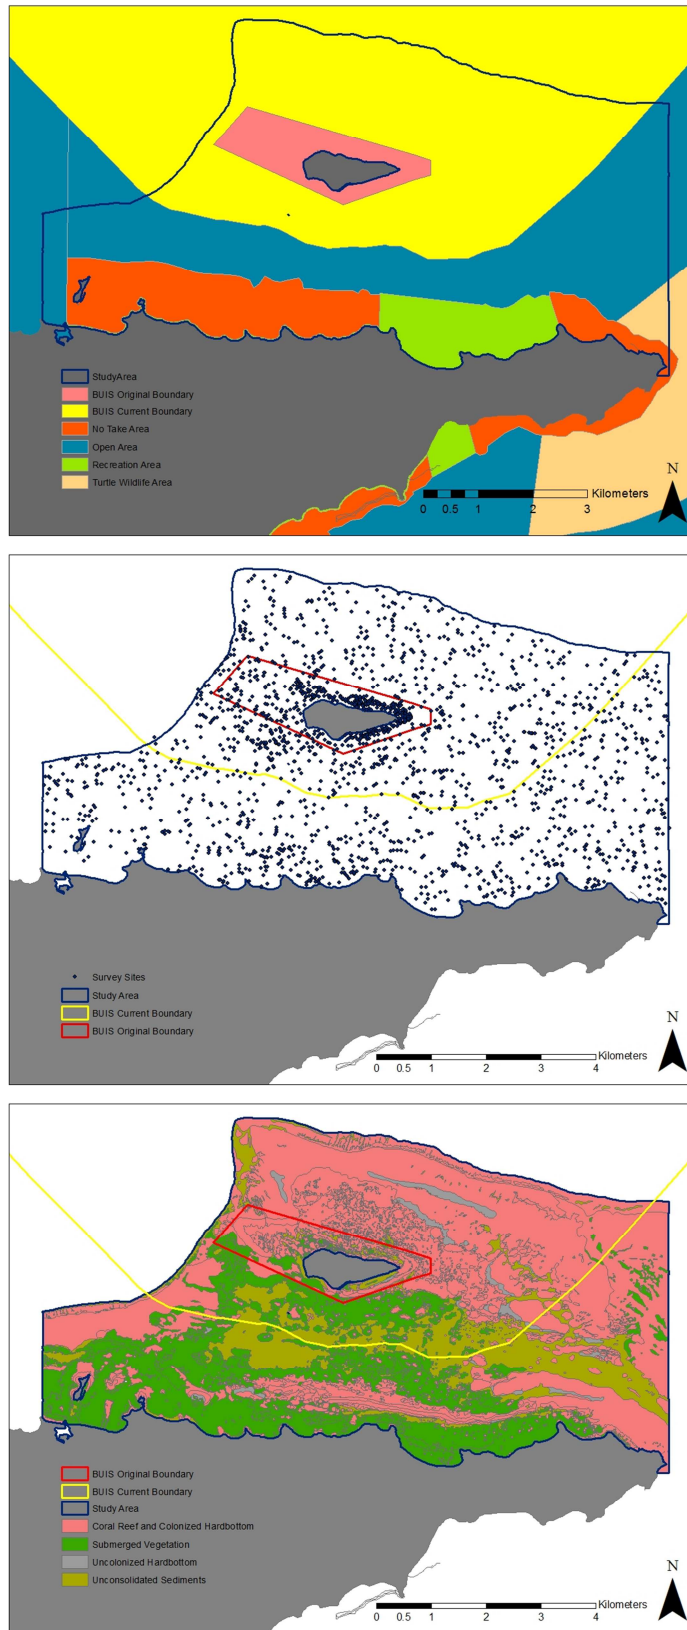 StudyArea
BUIS Original Boundary
BUIS Current Boundary
No Take Area
Open Area
Recreation Area
Turtle Wildlife Area
N
Kilometers
0 0.5 1 2 3
Survey Sites
Study Area
BUIS Current Boundary
BUIS Original Boundary
N
Kilometers
0 0.5 1 2 3 4
BUIS Original Boundary
BUIS Current Boundary
Study Area
Coral Reef and Colonized Hardbottom
Submerged Vegetation
Uncolonized Hardbottom
Unconsolidated Sediments
N
Kilometers
0 0.5 1 2 3 4